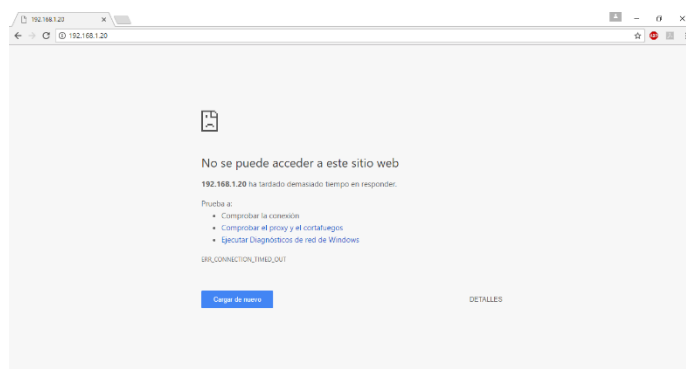 192.168.1.20
192.168.1.20
No se puede acceder a este sitio web
192.168.1.20 ha tardado demasiado tiempo en responder.
Prueba a:
Comprobar la conexión
Comprobar el proxy y el cortafuegos
Ejecutar Diagnósticos de red de Windows
ERR_CONNECTION_TIMED_OUT
Cargar de nuevo
DETALLES